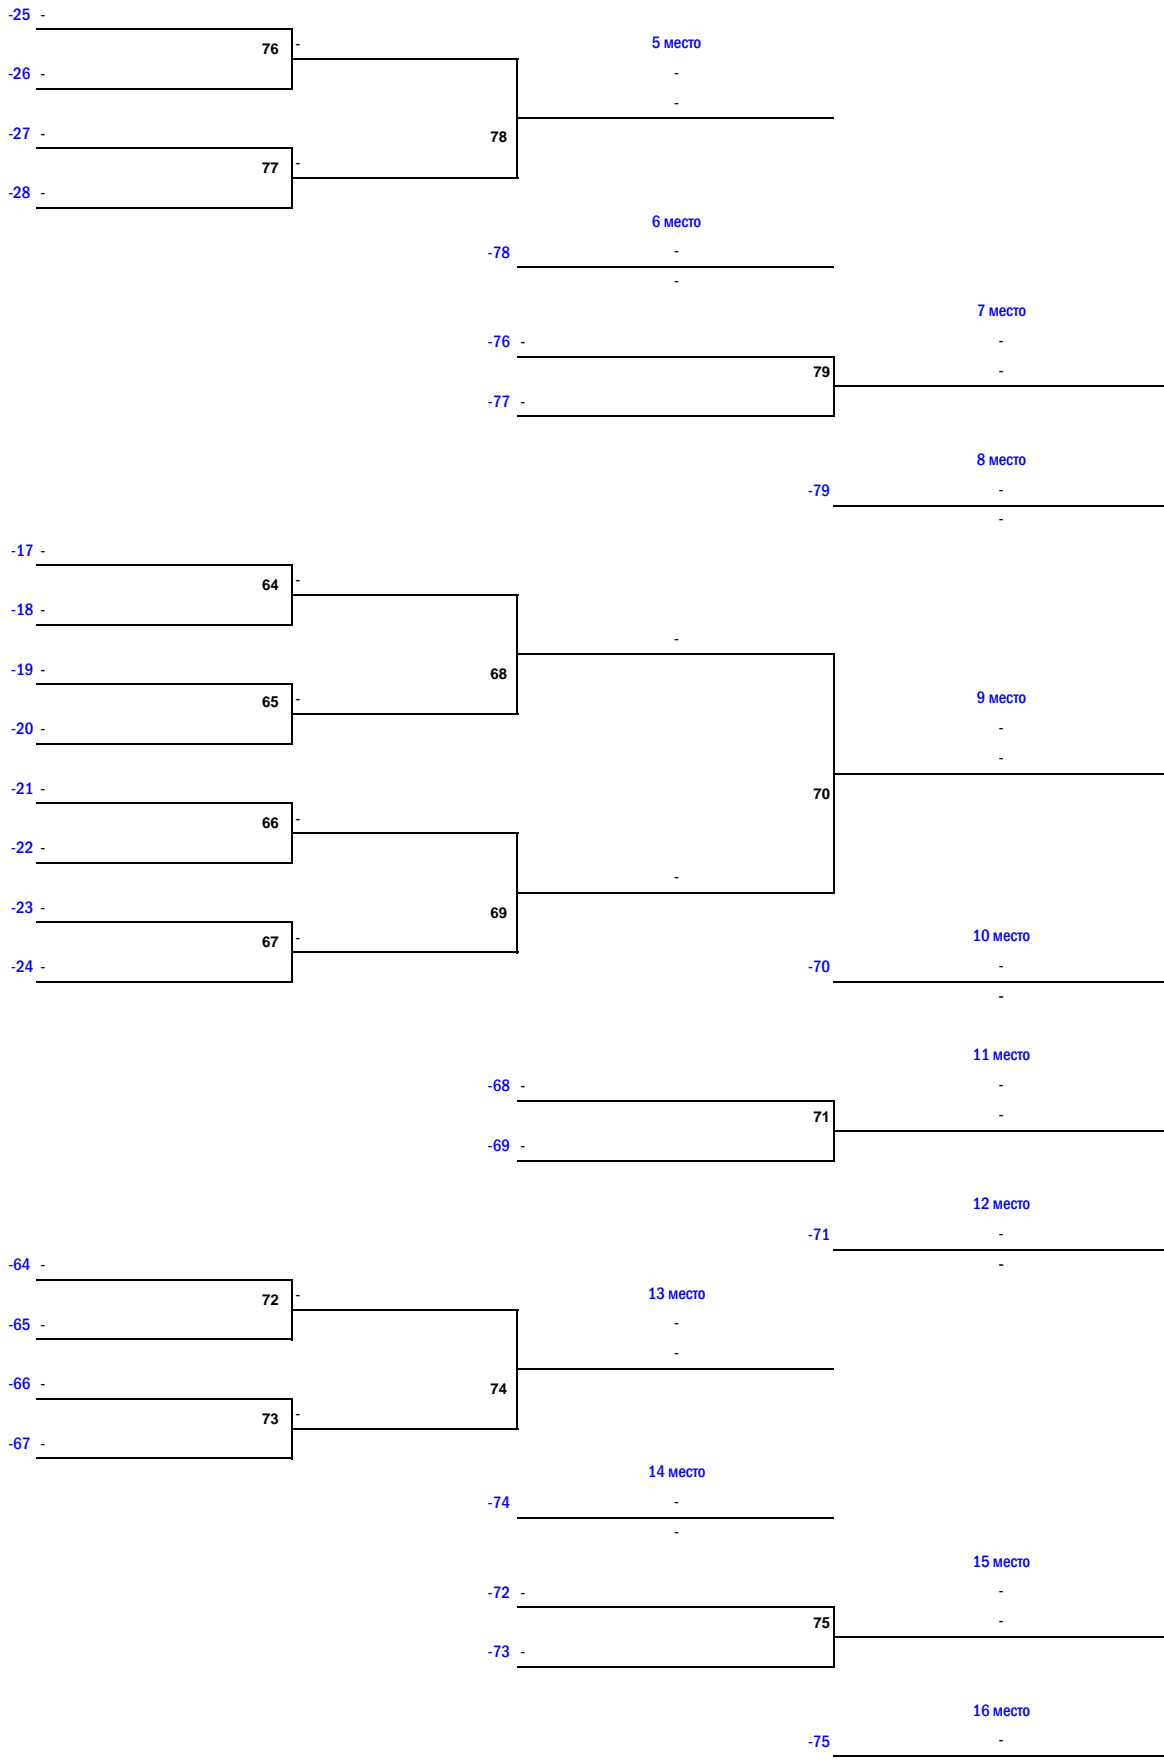 -25 -
76 -
5 место
-26 -
-
-
-27 -
78
77 -
-28 -
6 место
-78 -
-
7 место
-76 - -
79 -
-77 -
8 место
-79 -
-
-17 -
64 -
-18 -
-
-19 - 68
65 -
9 место
-20 - -
-
-21 -
70
66 -
-22 -
-
-23 - 69
67 -
10 место
-24 -
-70 -
-
11 место
-68 - -
71 -
-69 -
12 место
-71 -
-64 - -
72 -
13 место
-65 - -
-
-66 - 74
73 -
-67 -
14 место
-74 -
-
15 место
-72 - -
75 -
-73 -
16 место
-75 -